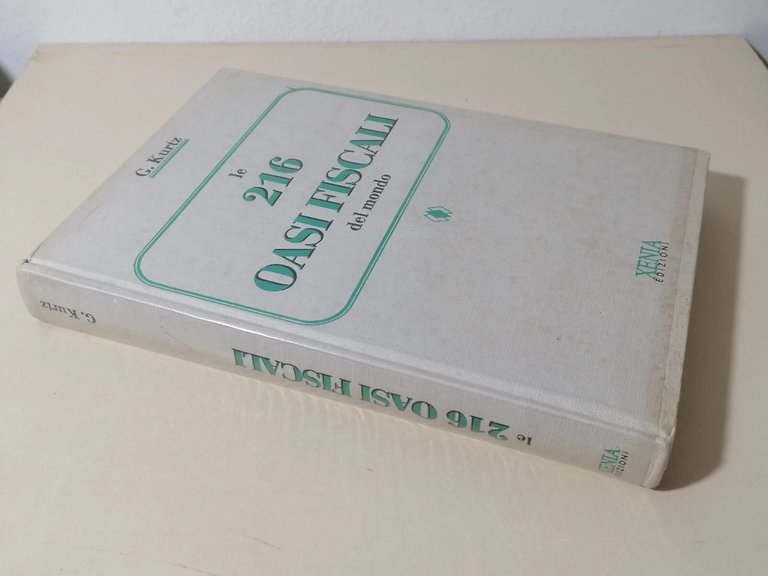 G. Kurtz
le
216
OASI FISCALI
del mondo
XENIA
EDIZIONI
G. Kurtz
le 216 OASI FISCALI
XENIA
EDIZIONI